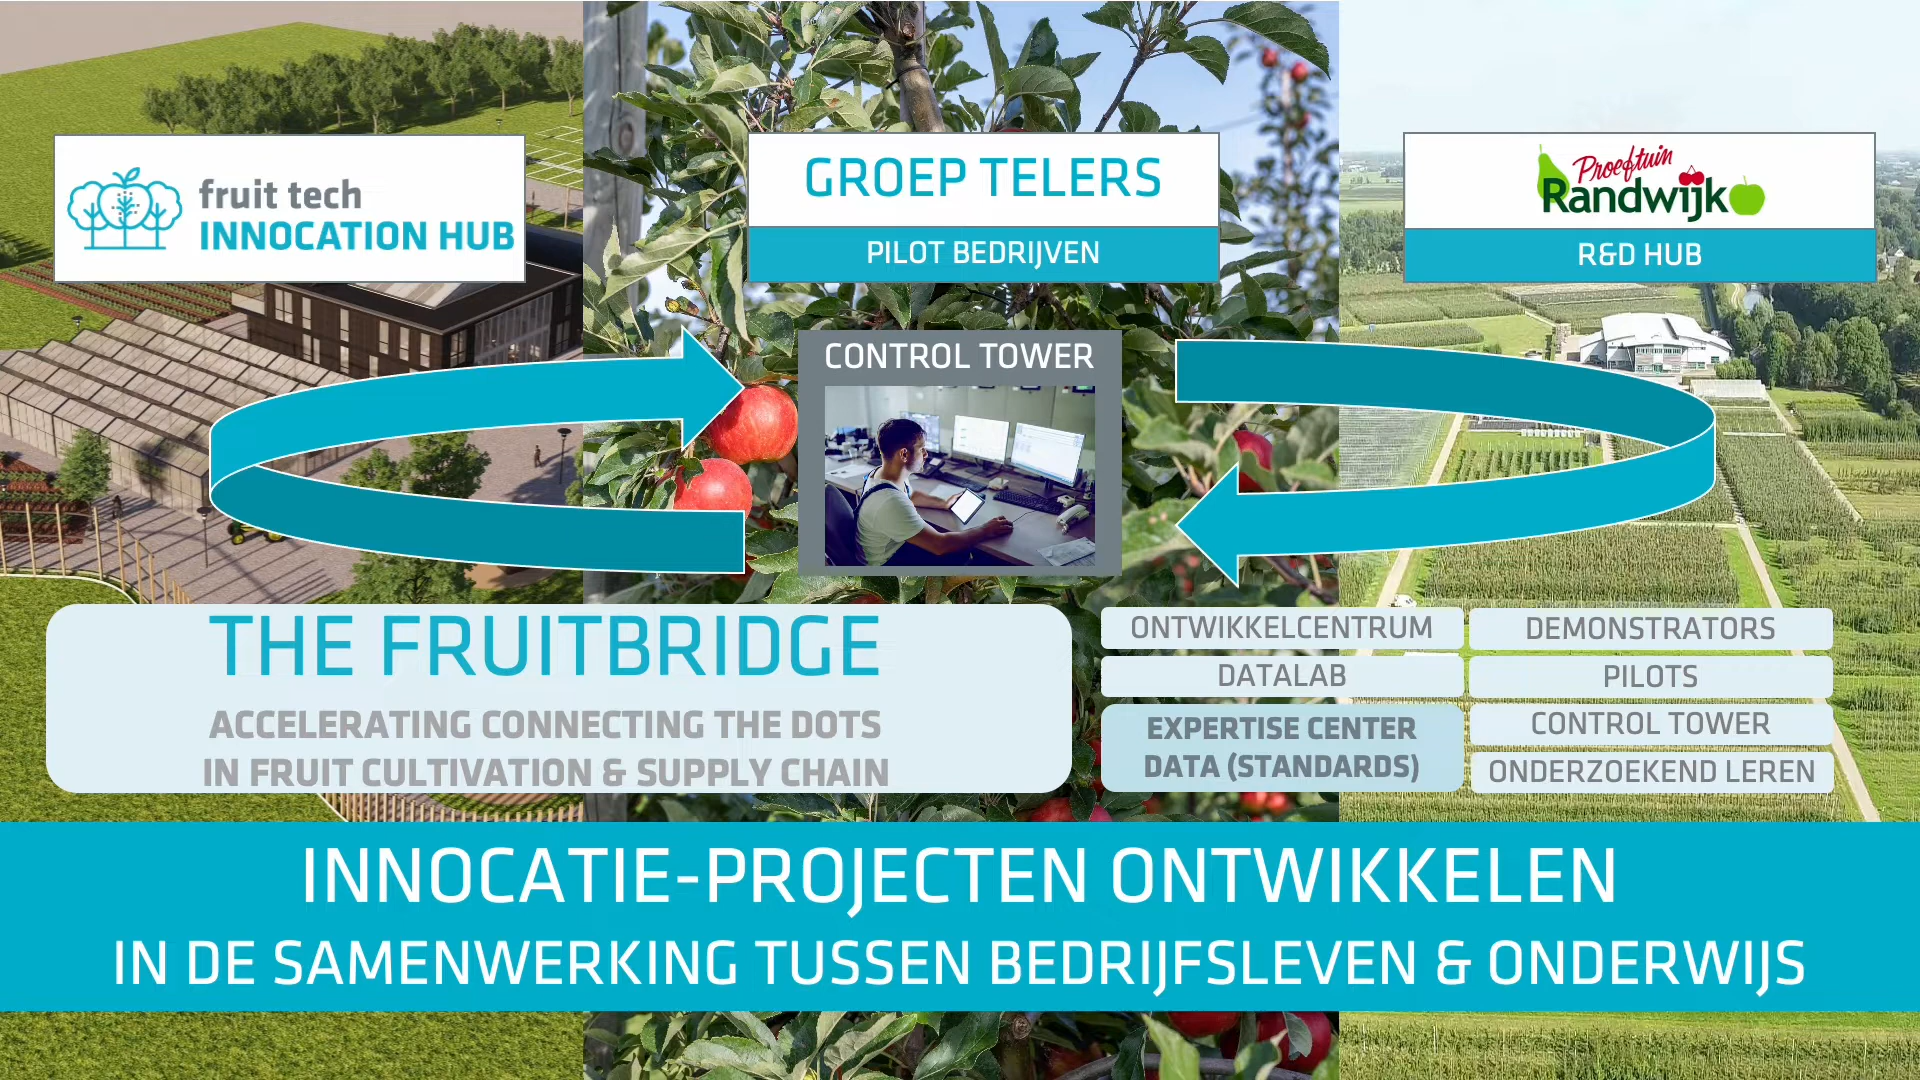 fruit tech
INNOCATION HUB
GROEP TELERS
PILOT BEDRIJVEN
Proeftuin
Randwijk
R&D HUB
CONTROL TOWER
THE FRUITBRIDGE
ACCELERATING CONNECTING THE DOTS
IN FRUIT CULTIVATION & SUPPLY CHAIN
ONTWIKKELCENTRUM
DEMONSTRATORS
DATALAB
PILOTS
EXPERTISE CENTER
DATA (STANDARDS)
CONTROL TOWER
ONDERZOEKEND LEREN
INNOCATIE-PROJECTEN ONTWIKKELEN
IN DE SAMENWERKING TUSSEN BEDRIJFSLEVEN & ONDERWIJS